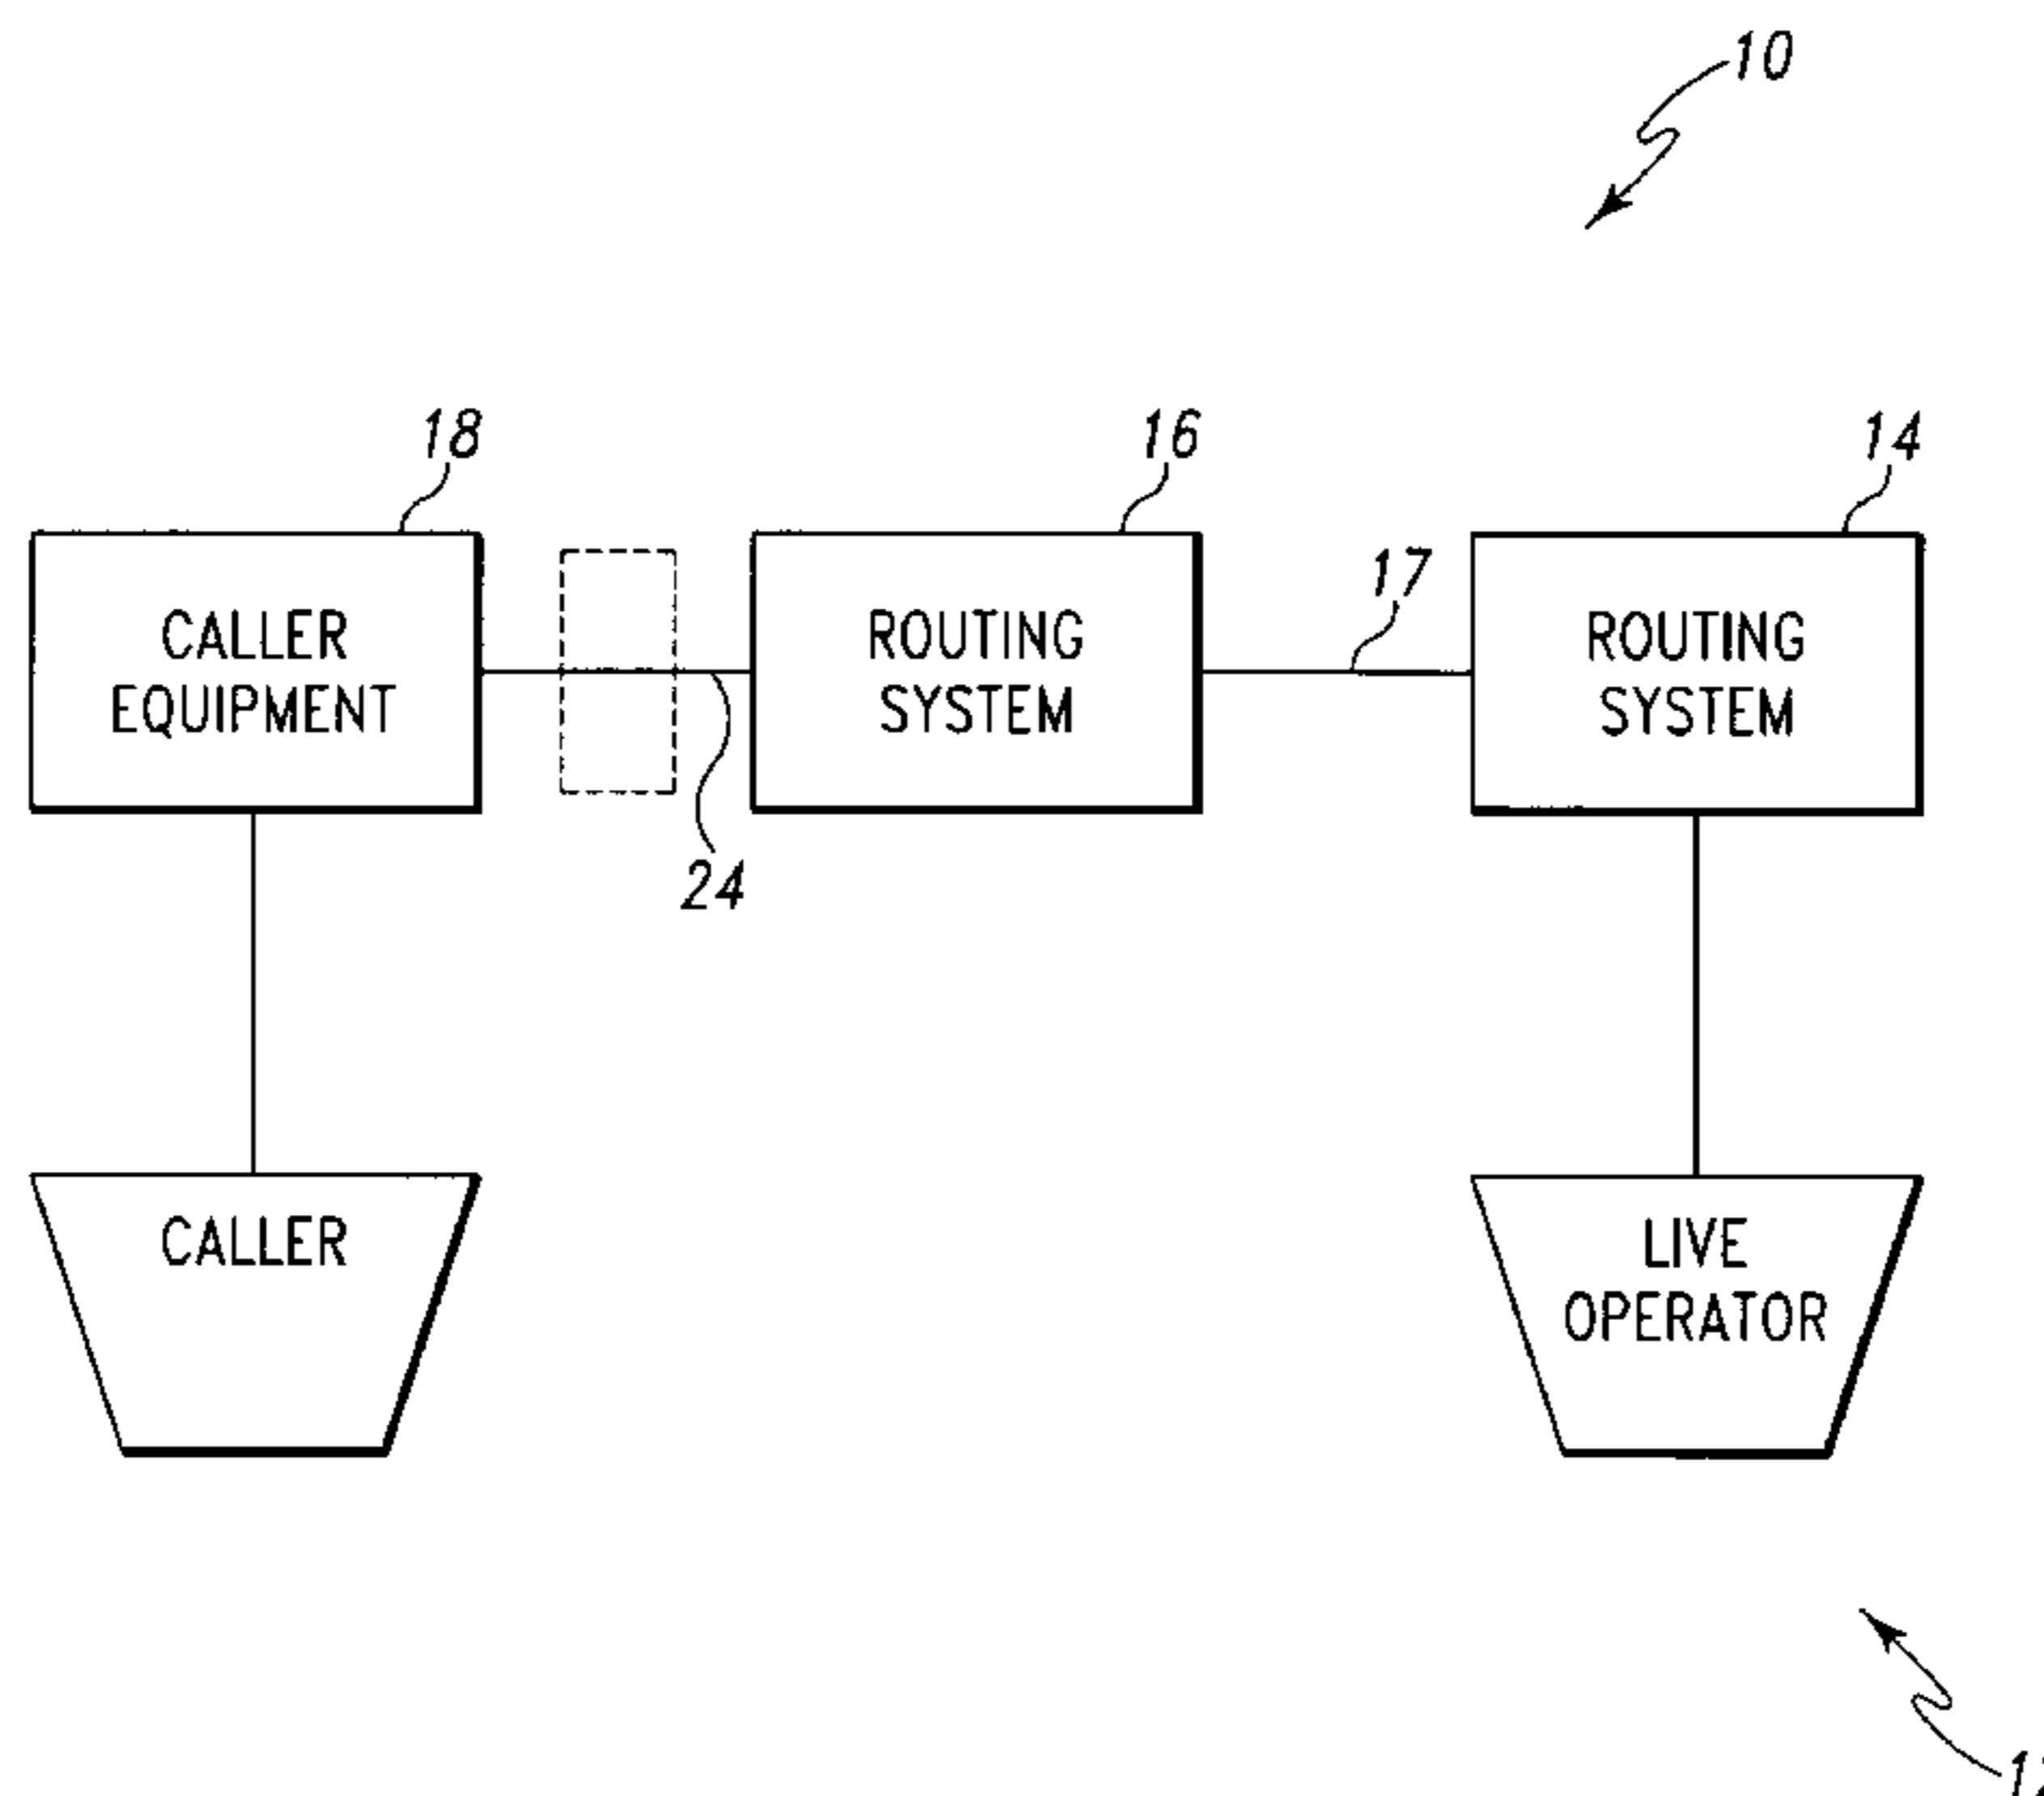 10
18
16
14
17
CALLER
EQUIPMENT
ROUTING
SYSTEM
ROUTING
SYSTEM
24
CALLER
LIVE
OPERATOR